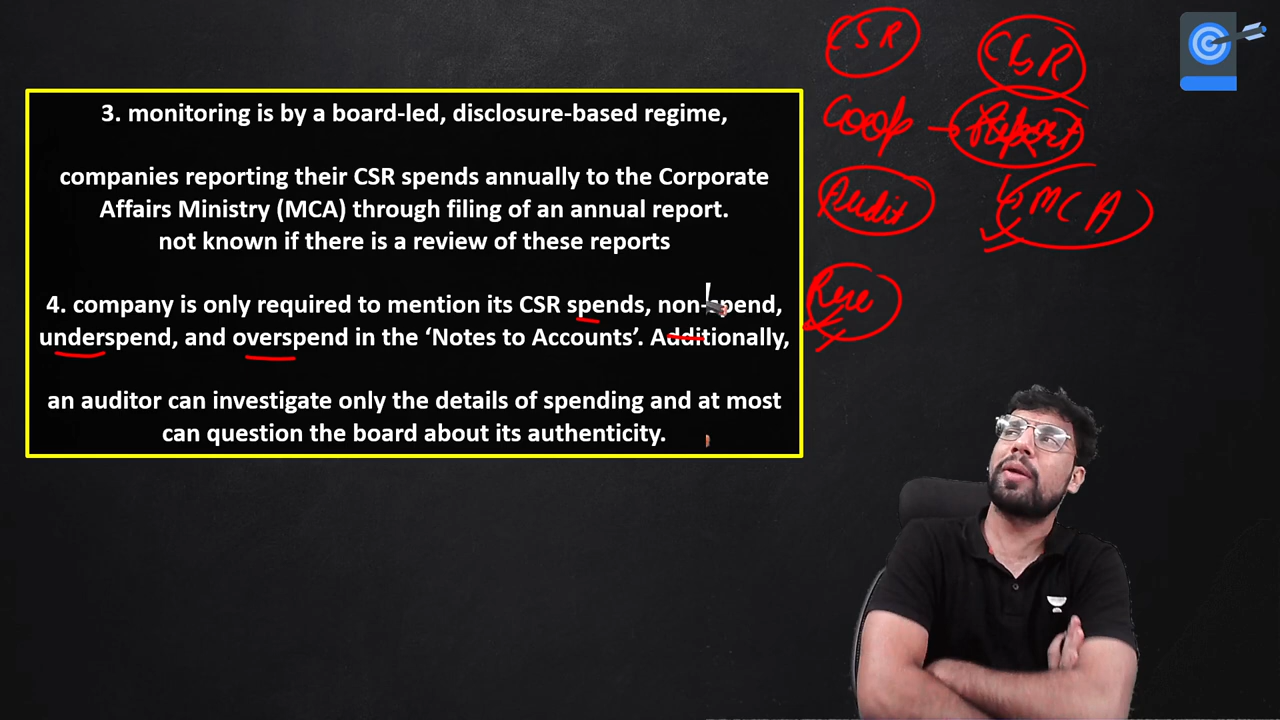 3. monitoring is by a board-led, disclosure-based regime,
companies reporting their CSR spends annually to the Corporate
Affairs Ministry (MCA) through filing of an annual report.
not known if there is a review of these reports
4. company is only required to mention its CSR spends, non-spend,
underspend, and overspend in the ‘Notes to Accounts’. Additionally,
an auditor can investigate only the details of spending and at most
can question the board about its authenticity.
CSR CSR
Report
Audit MCA